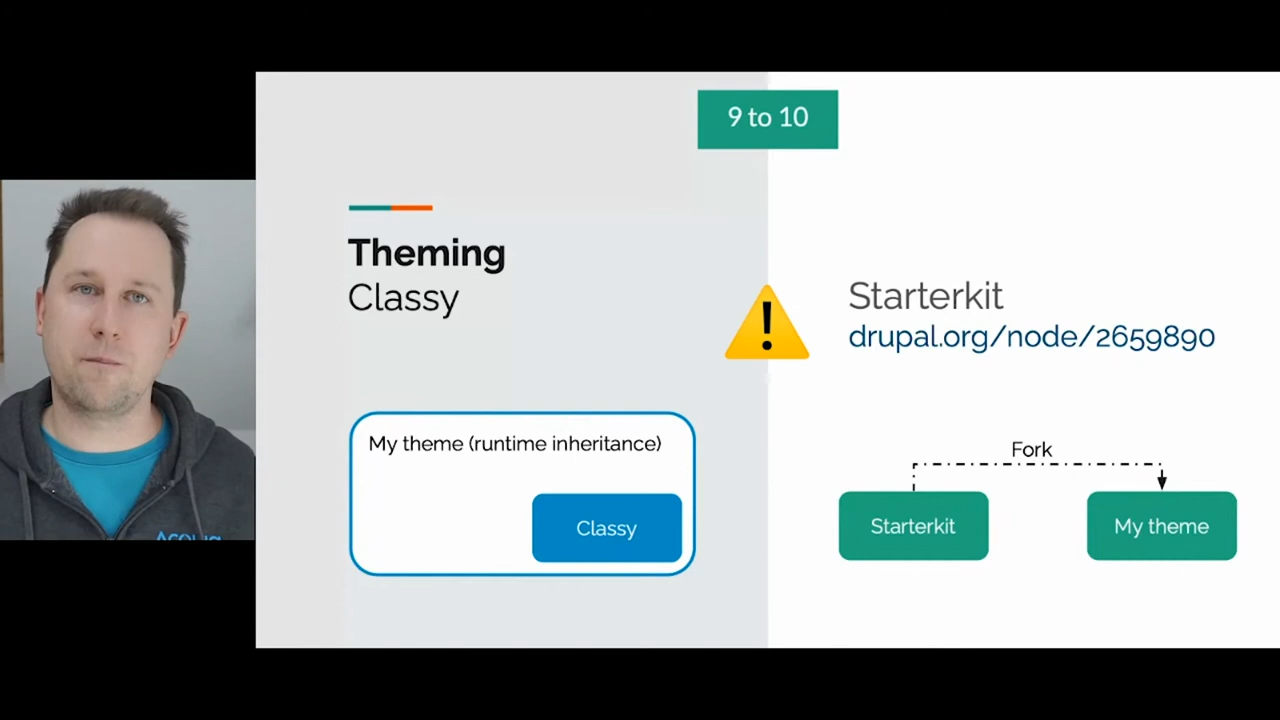 9 to 10
Theming
Classy
Starterkit
drupal.org/node/2659890
My theme (runtime inheritance)
Classy
Fork
Starterkit
My theme